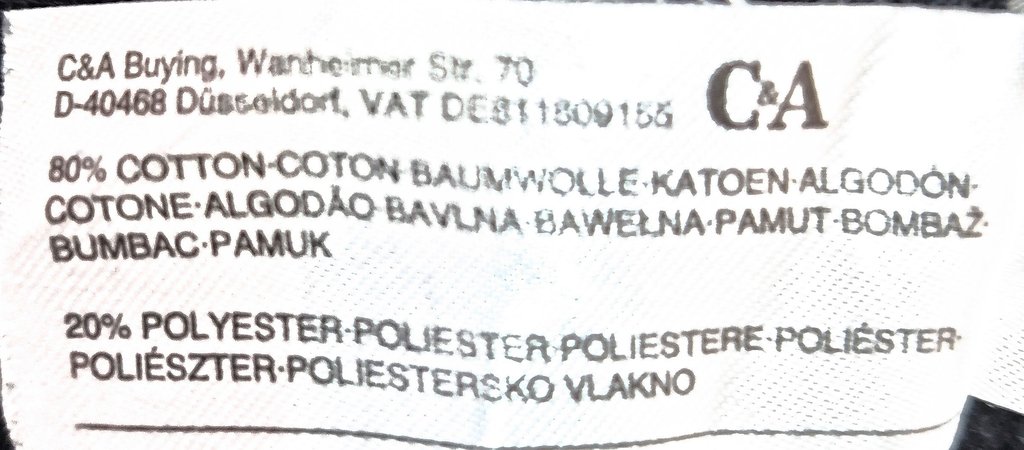 C&A Buying, Wanheimer Str. 70
D-40468 Düsseldorf, VAT DE811809155
C&A
80% COTTON·COTON·BAUMWOLLE·KATOEN·ALGODÓN·
COTONE·ALGODÃO·BAVLNA·BAWEŁNA·PAMUT·BOMBAŽ·
BUMBAC·PAMUK
20% POLYESTER·POLIESTER·POLIESTERE·POLIÉSTER·
POLIÉSZTER·POLIESTERSKO VLAKNO